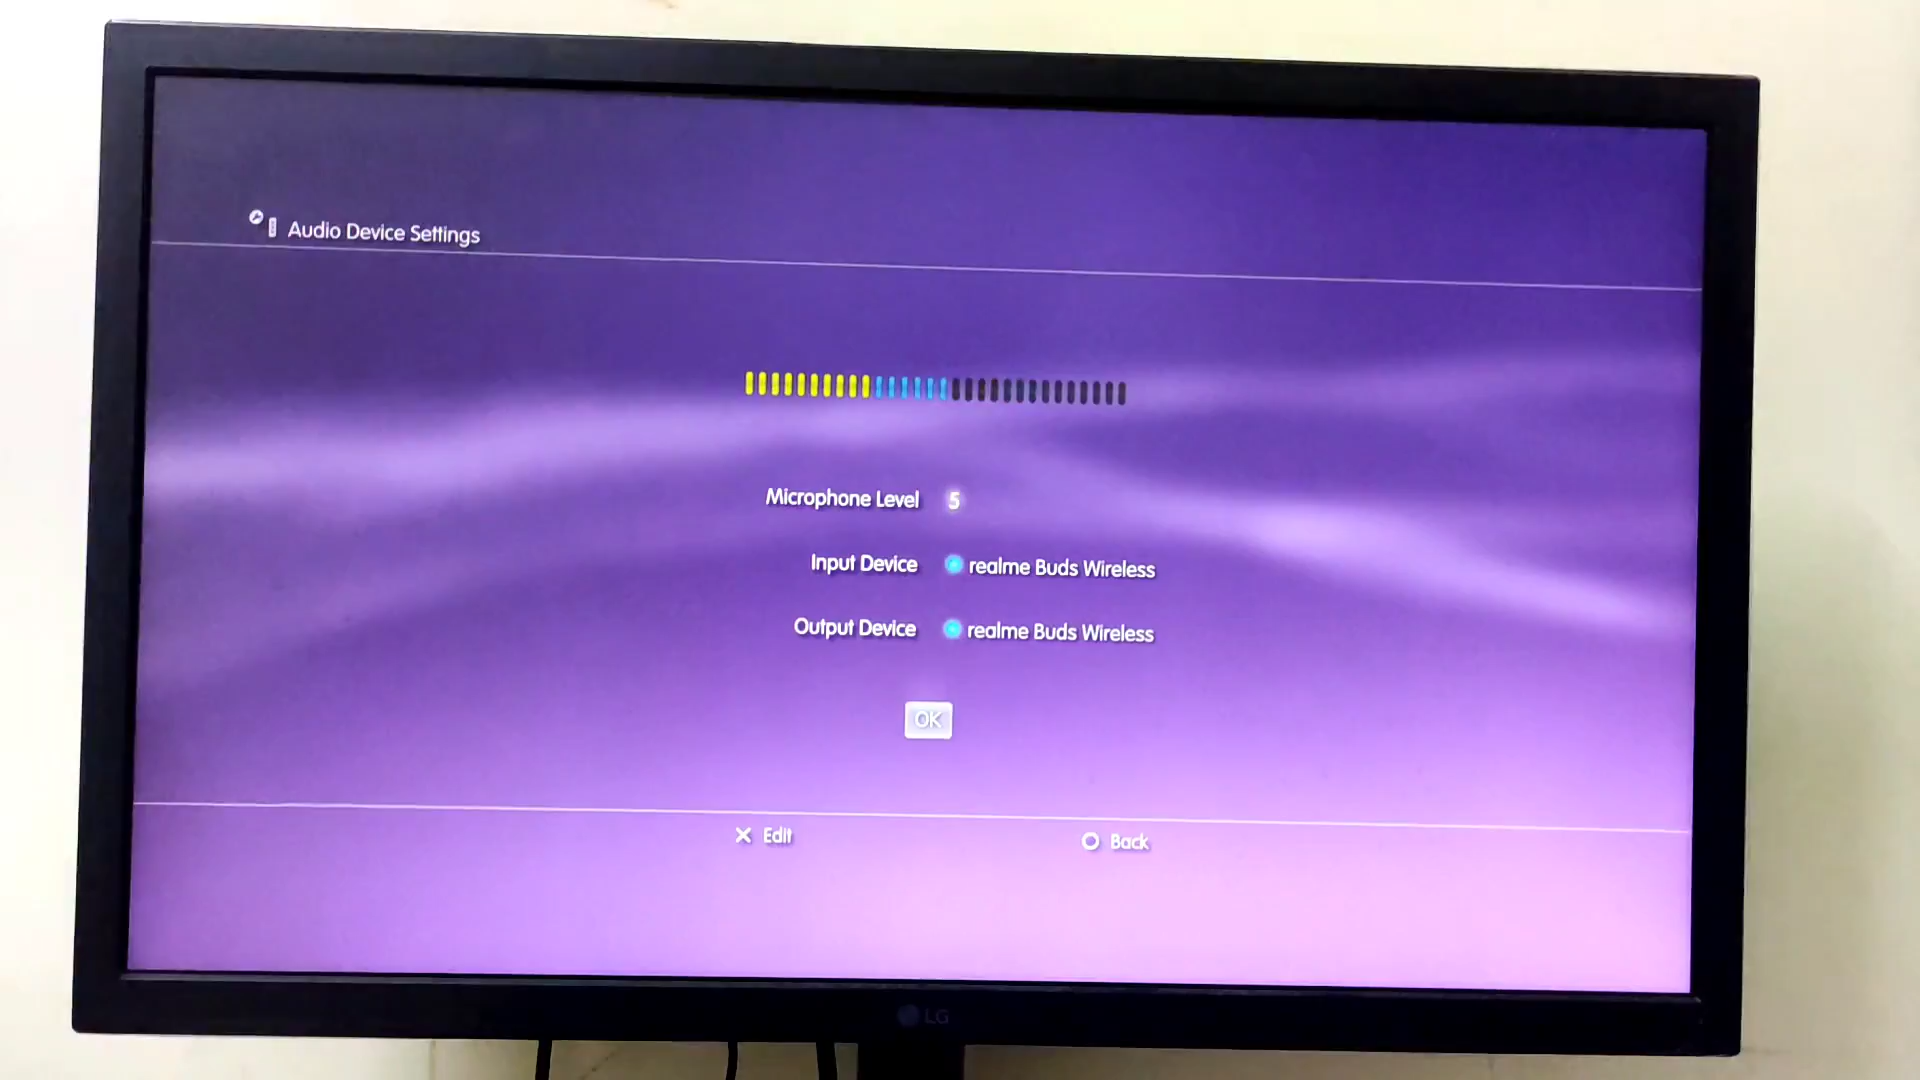 Audio Device Settings
Microphone Level 5
Input Device realme Buds Wireless
Output Device realme Buds Wireless
OK
Edit Back
LG